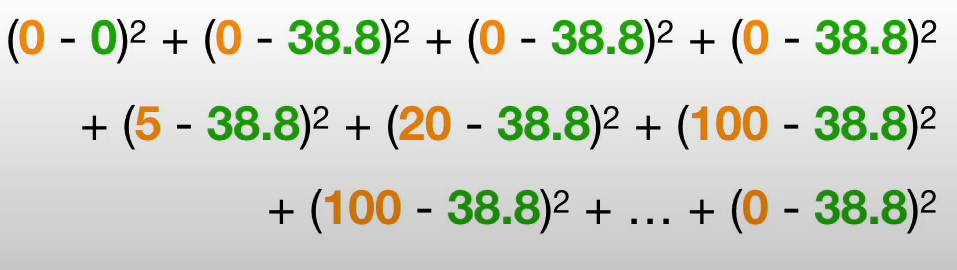 (0 - 0)² + (0 - 38.8)² + (0 - 38.8)² + (0 - 38.8)²
+ (5 - 38.8)² + (20 - 38.8)² + (100 - 38.8)²
+ (100 - 38.8)² + … + (0 - 38.8)²